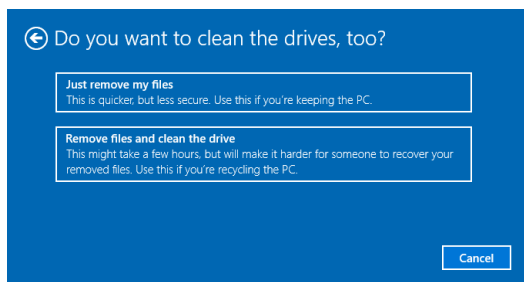 Do you want to clean the drives, too?
Just remove my files
This is quicker, but less secure. Use this if you're keeping the PC.
Remove files and clean the drive
This might take a few hours, but will make it harder for someone to recover your
removed files. Use this if you're recycling the PC.
Cancel